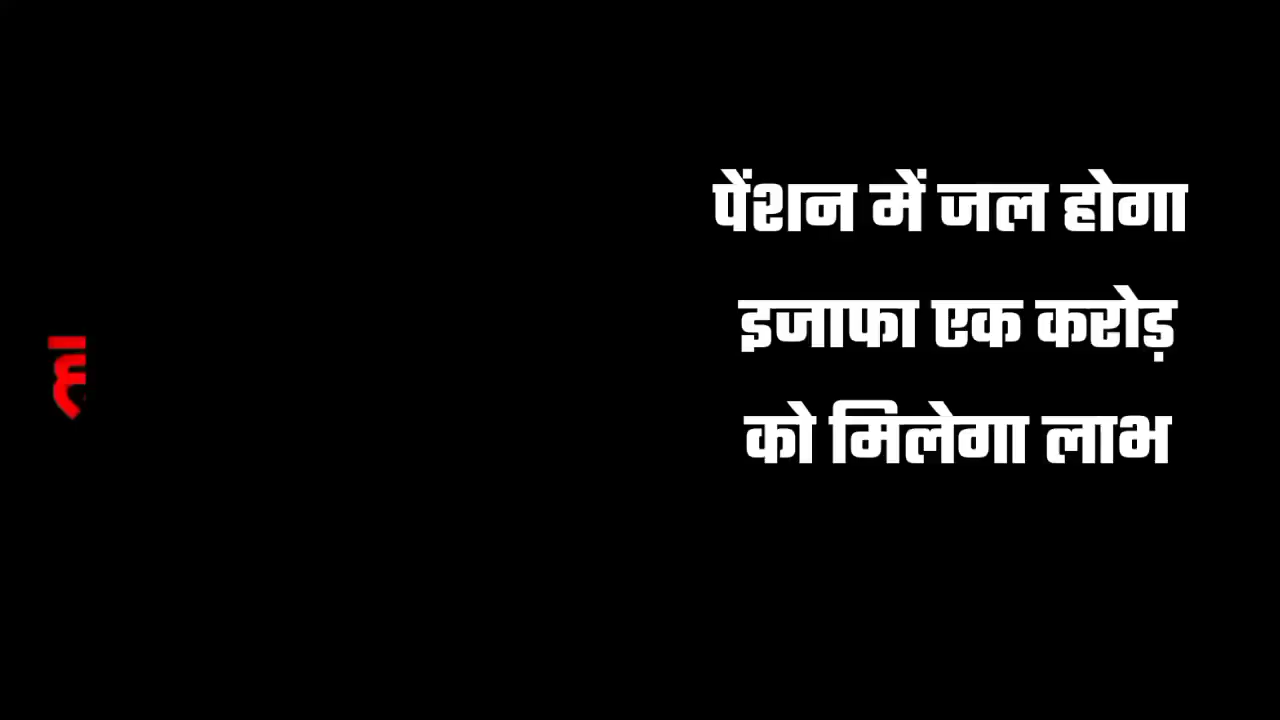 पेंशन में जल होगा
इजाफा एक करोड़
को मिलेगा लाभ